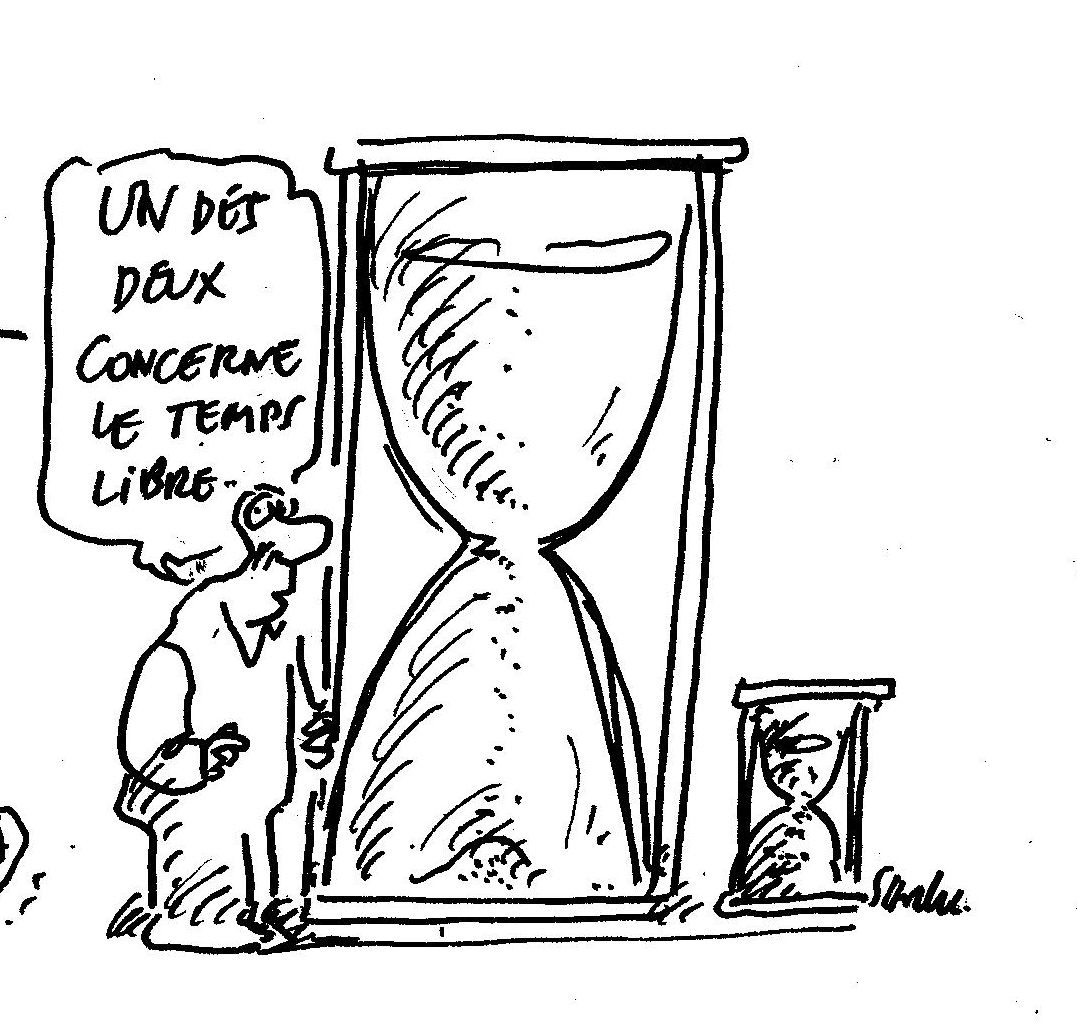 UN DES
DEUX
CONCERNE
LE TEMPS
LIBRE..